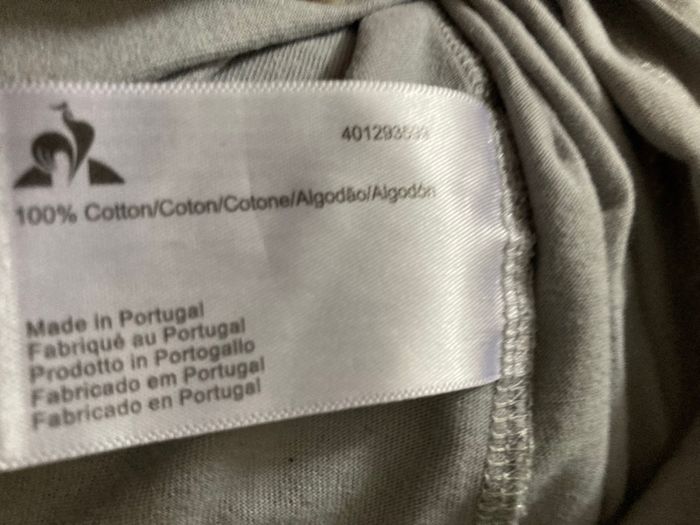 100% Cotton/Coton/Cotone/Algodão/Algodón
Made in Portugal
Fabriqué au Portugal
Prodotto in Portogallo
Fabricado em Portugal
Fabricado en Portugal